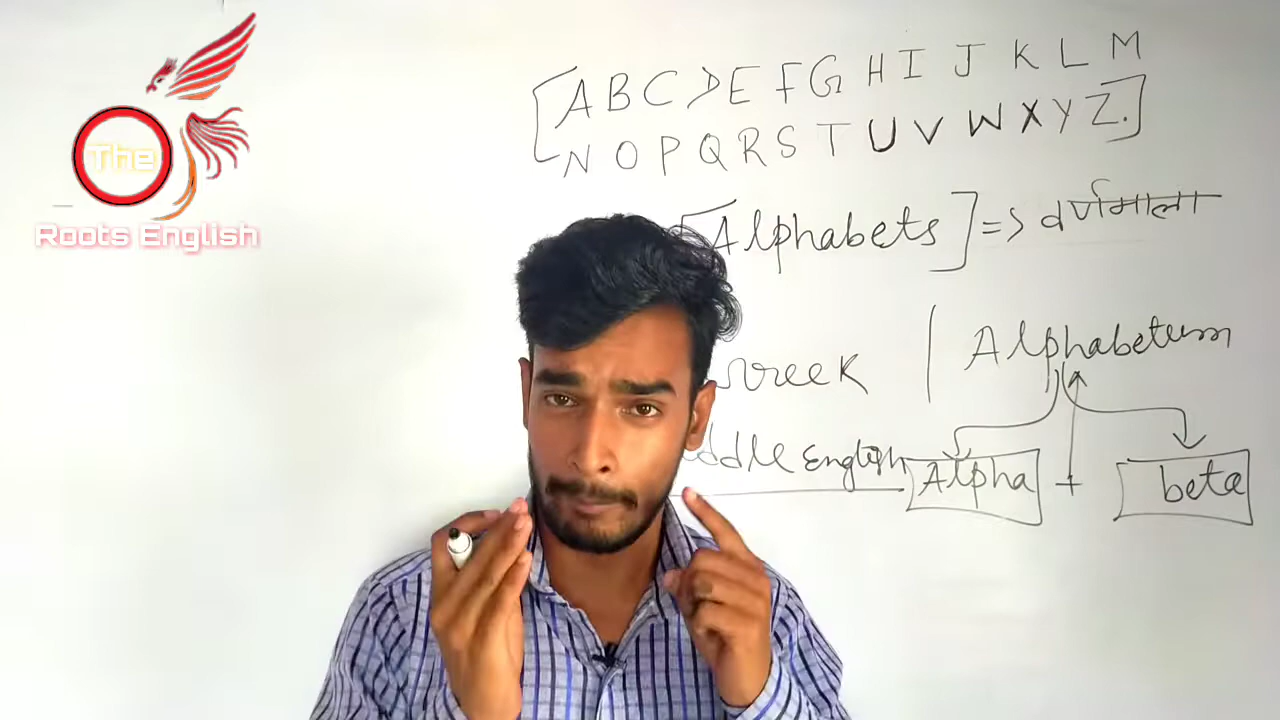 The
Roots English
[A B C D E F G H I J K L M
N O P Q R S T U V W X Y Z.]
[Alphabets] => वर्णमाला
reek | Alphabetum
ddle English
Alpha + beta